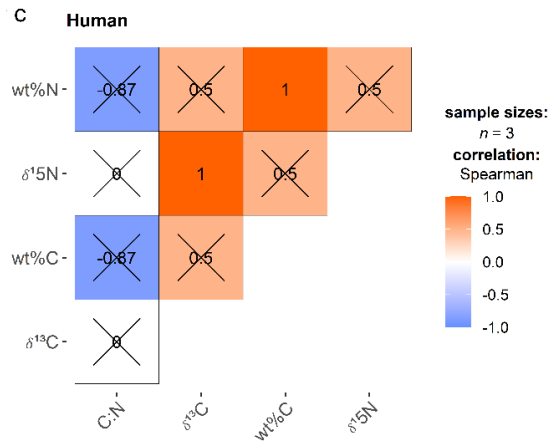 C
Human
wt%N -0.87 0.5 1 0.5
δ¹5N 0 1 0.5
wt%C -0.87 0.5
δ¹³C 0
C:N δ¹³C wt%C δ¹5N
sample sizes:
n = 3
correlation:
Spearman
1.0
0.5
0.0
-0.5
-1.0